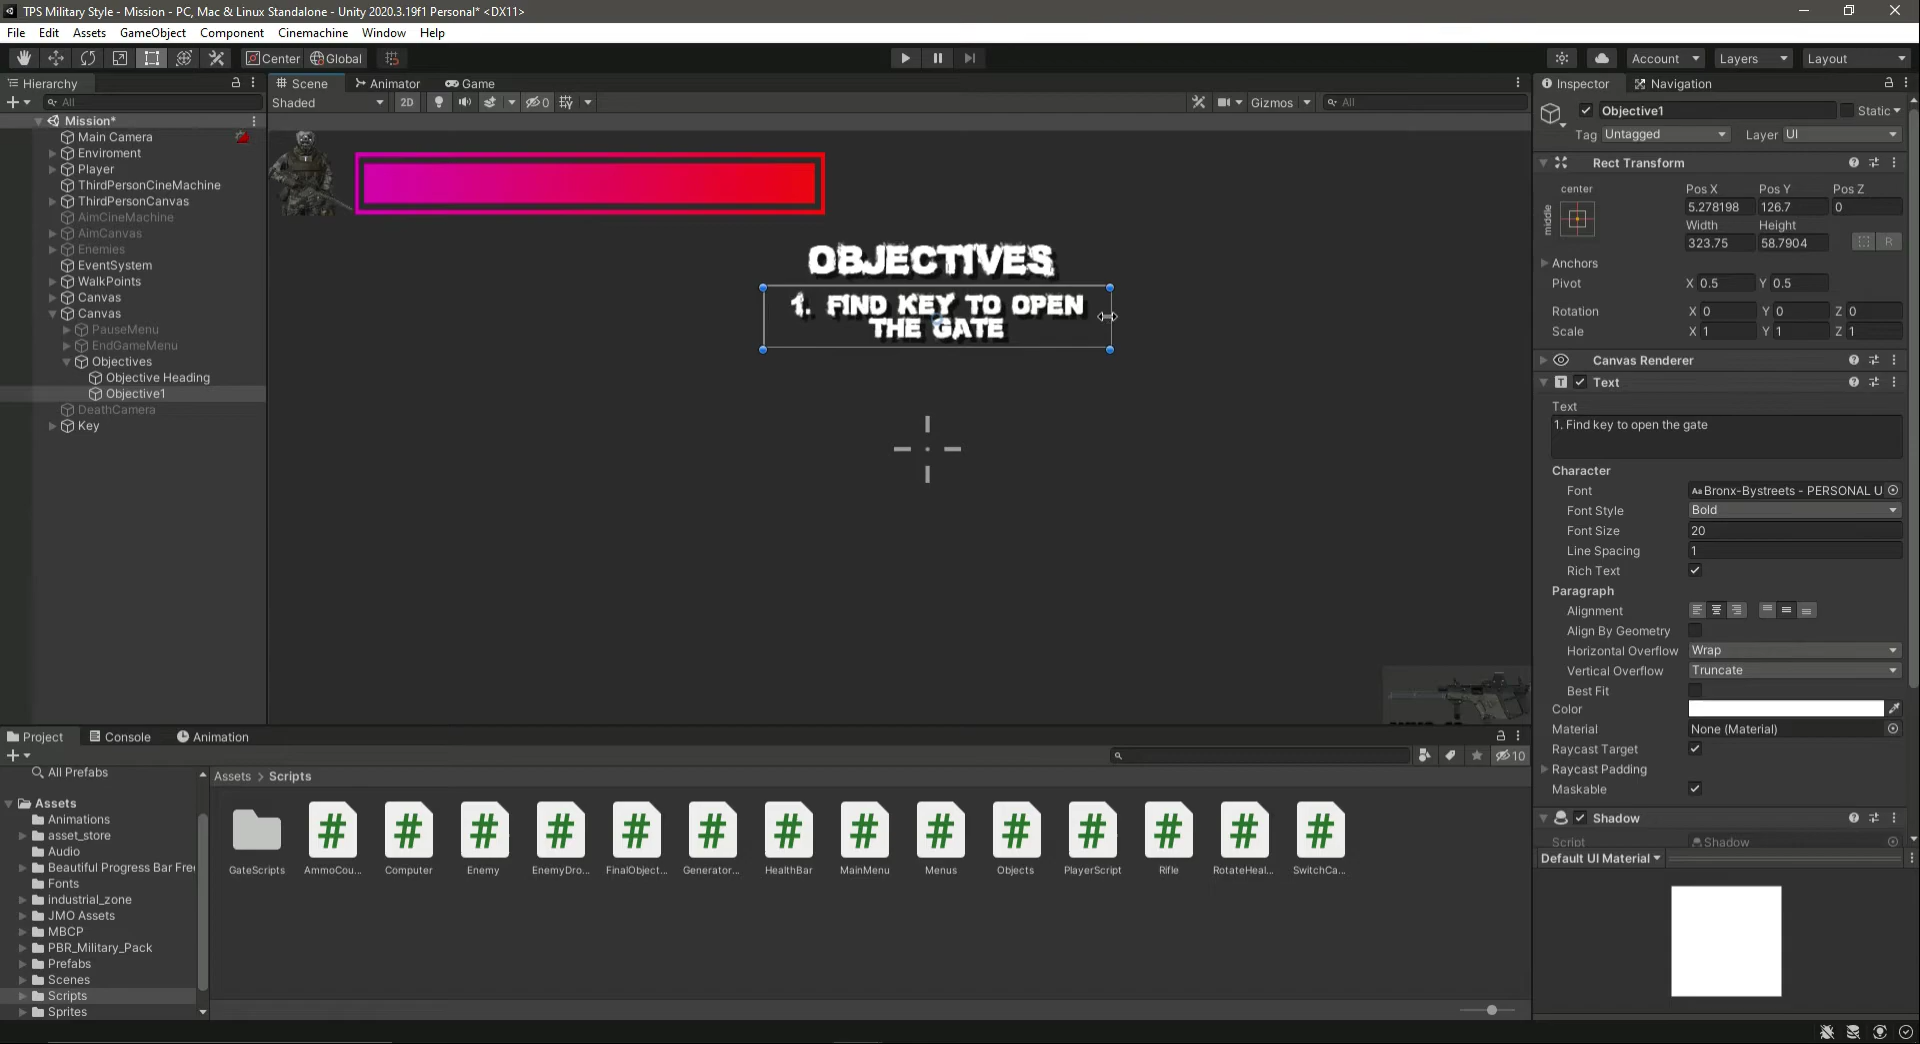 TPS Military Style - Mission - PC, Mac & Linux Standalone - Unity 2020.3.19f1 Personal* <DX11>
File Edit Assets GameObject Component Cinemachine Window Help
Center Global
Account Layers Layout
Hierarchy
All
Mission*
Main Camera
Enviroment
Player
ThirdPersonCineMachine
ThirdPersonCanvas
AimCineMachine
AimCanvas
Enemies
EventSystem
WalkPoints
Canvas
Canvas
PauseMenu
EndGameMenu
Objectives
Objective Heading
Objective1
DeathCamera
Key
Scene Animator Game
Shaded 2D 0 Gizmos All
OBJECTIVES
1. FIND KEY TO OPEN
THE GATE
Inspector Navigation
Objective1 Static
Tag Untagged Layer UI
Rect Transform
center
middle
Pos X Pos Y Pos Z
5.278198 126.7 0
Width Height
323.75 58.7904 R
Anchors
Pivot X 0.5 Y 0.5
Rotation X 0 Y 0 Z 0
Scale X 1 Y 1 Z 1
Canvas Renderer
Text
Text
1. Find key to open the gate
Character
Font Aa Bronx-Bystreets - PERSONAL U
Font Style Bold
Font Size 20
Line Spacing 1
Rich Text
Paragraph
Alignment
Align By Geometry
Horizontal Overflow Wrap
Vertical Overflow Truncate
Best Fit
Color
Material None (Material)
Raycast Target
Raycast Padding
Maskable
Shadow
Script Shadow
Default UI Material
Project Console Animation
10
All Prefabs
Assets
Animations
asset_store
Audio
Beautiful Progress Bar Free
Fonts
industrial_zone
JMO Assets
MBCP
PBR_Military_Pack
Prefabs
Scenes
Scripts
Sprites
Assets > Scripts
GateScripts AmmoCou... Computer Enemy EnemyDro... FinalObject... Generator... HealthBar MainMenu Menus Objects PlayerScript Rifle RotateHeal... SwitchCa...